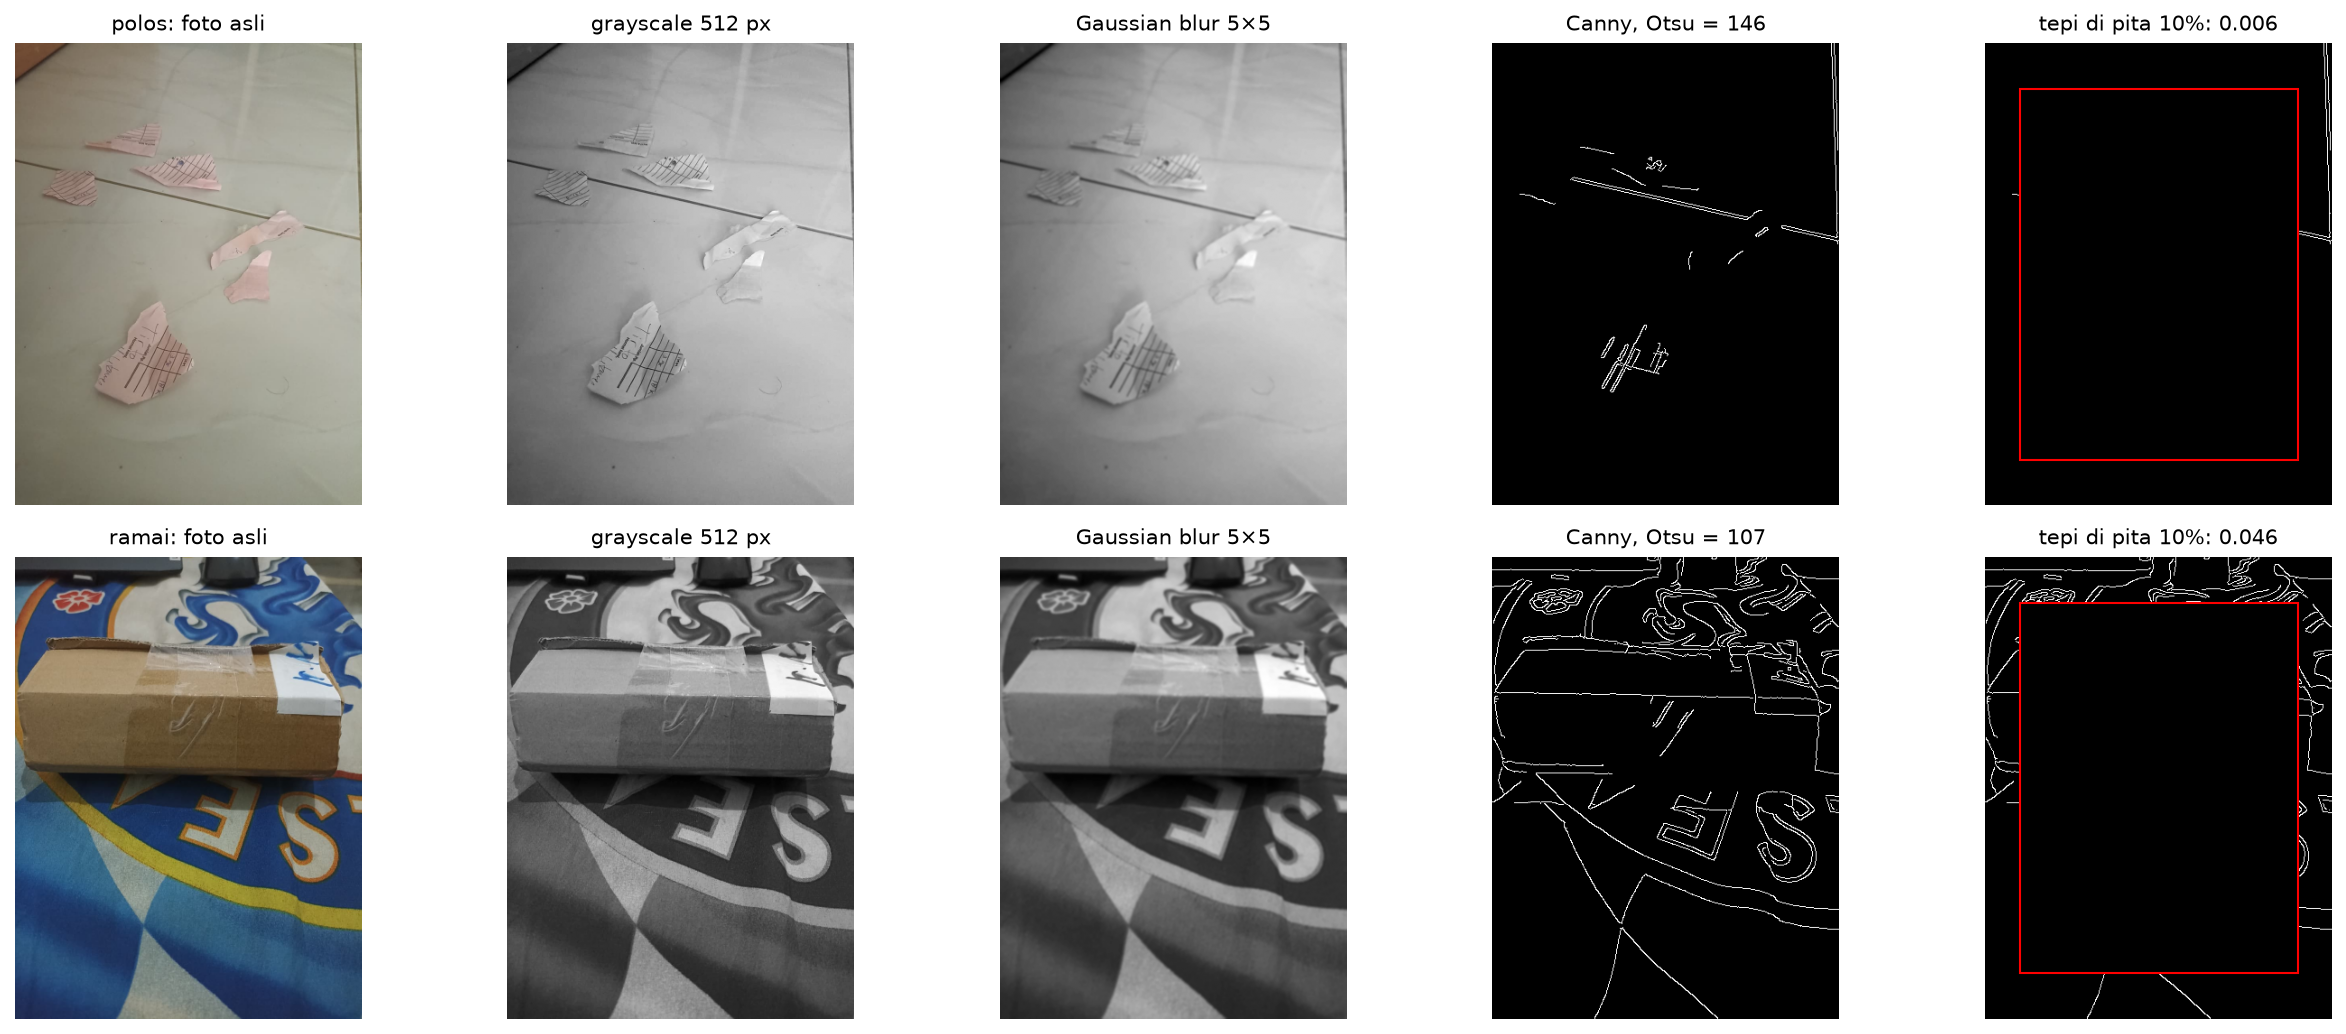 polos: foto asli
grayscale 512 px
Gaussian blur 5×5
Canny, Otsu = 146
tepi di pita 10%: 0.006
ramai: foto asli
grayscale 512 px
Gaussian blur 5×5
Canny, Otsu = 107
tepi di pita 10%: 0.046